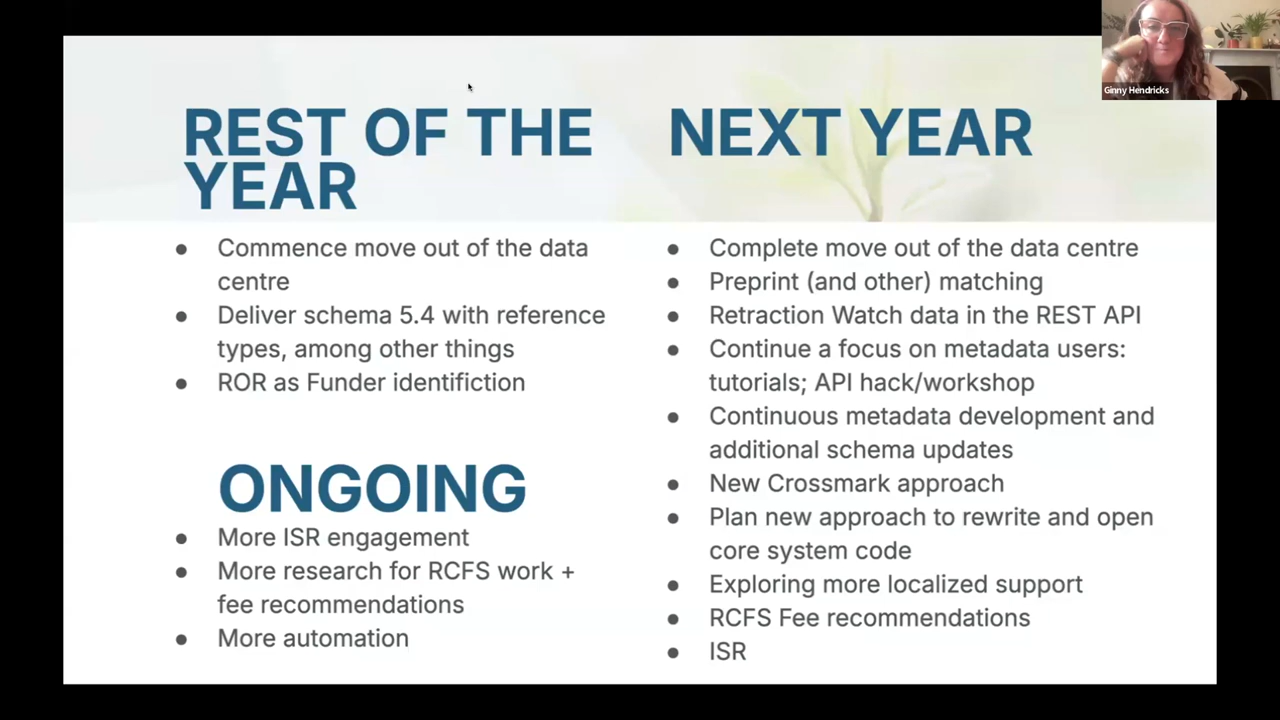 REST OF THE
YEAR
Commence move out of the data
centre
Deliver schema 5.4 with reference
types, among other things
ROR as Funder identifiction
ONGOING
More ISR engagement
More research for RCFS work +
fee recommendations
More automation
NEXT YEAR
Complete move out of the data centre
Preprint (and other) matching
Retraction Watch data in the REST API
Continue a focus on metadata users:
tutorials; API hack/workshop
Continuous metadata development and
additional schema updates
New Crossmark approach
Plan new approach to rewrite and open
core system code
Exploring more localized support
RCFS Fee recommendations
ISR
Ginny Hendricks